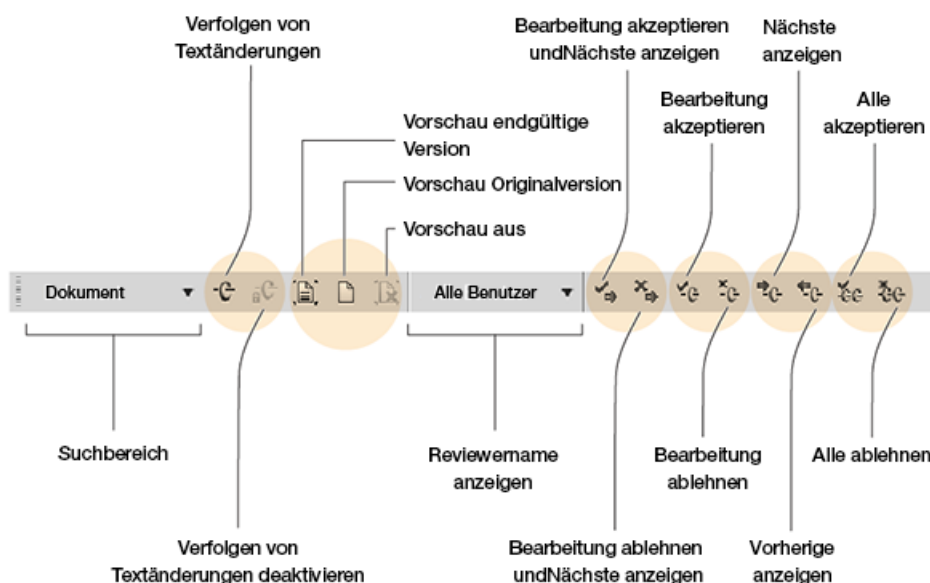 Verfolgen von
Textänderungen
Bearbeitung akzeptieren
undNächste anzeigen
Nächste
anzeigen
Bearbeitung
akzeptieren
Alle
akzeptieren
Vorschau endgültige
Version
Vorschau Originalversion
Vorschau aus
Dokument
Alle Benutzer
Suchbereich
Reviewername
anzeigen
Bearbeitung
ablehnen
Alle ablehnen
Verfolgen von
Textänderungen deaktivieren
Bearbeitung ablehnen
undNächste anzeigen
Vorherige
anzeigen